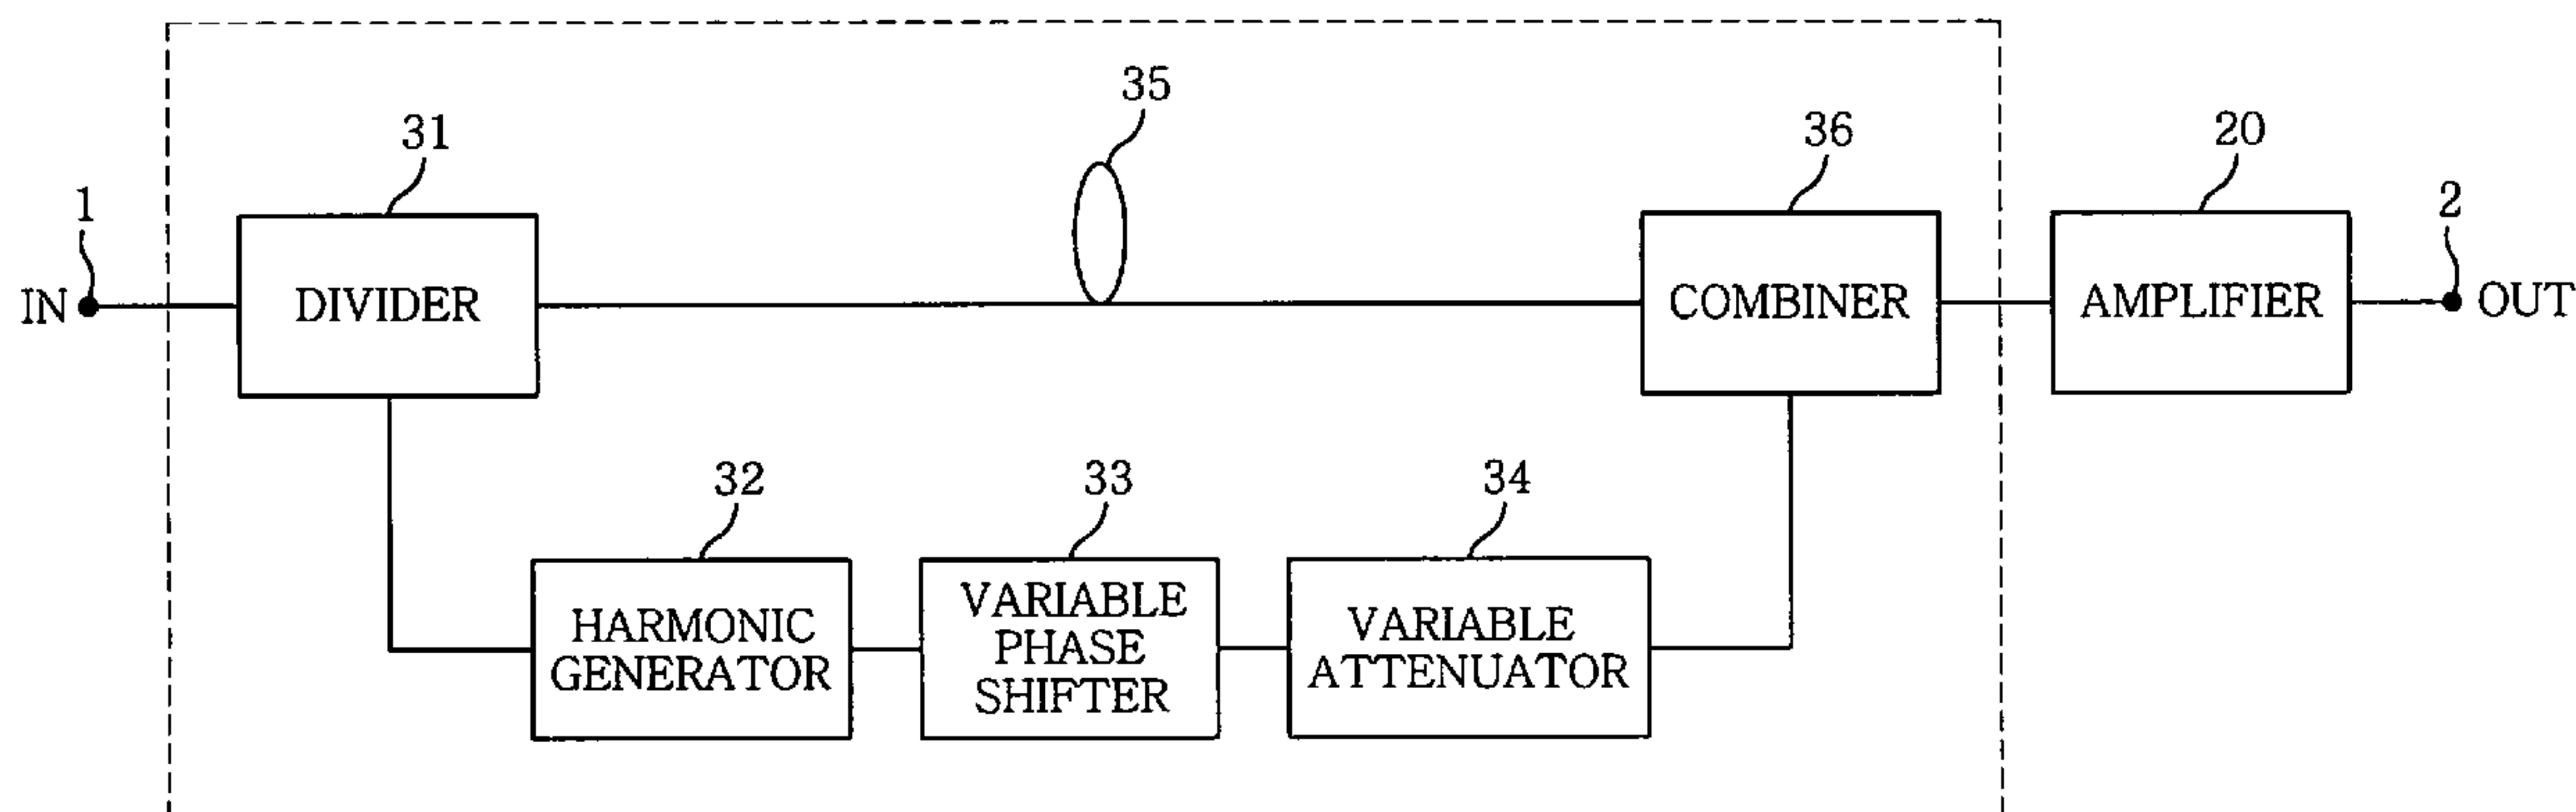 35
31
36
20
1
2
IN
DIVIDER
COMBINER
AMPLIFIER
OUT
32
33
34
HARMONIC
GENERATOR
VARIABLE
PHASE
SHIFTER
VARIABLE
ATTENUATOR